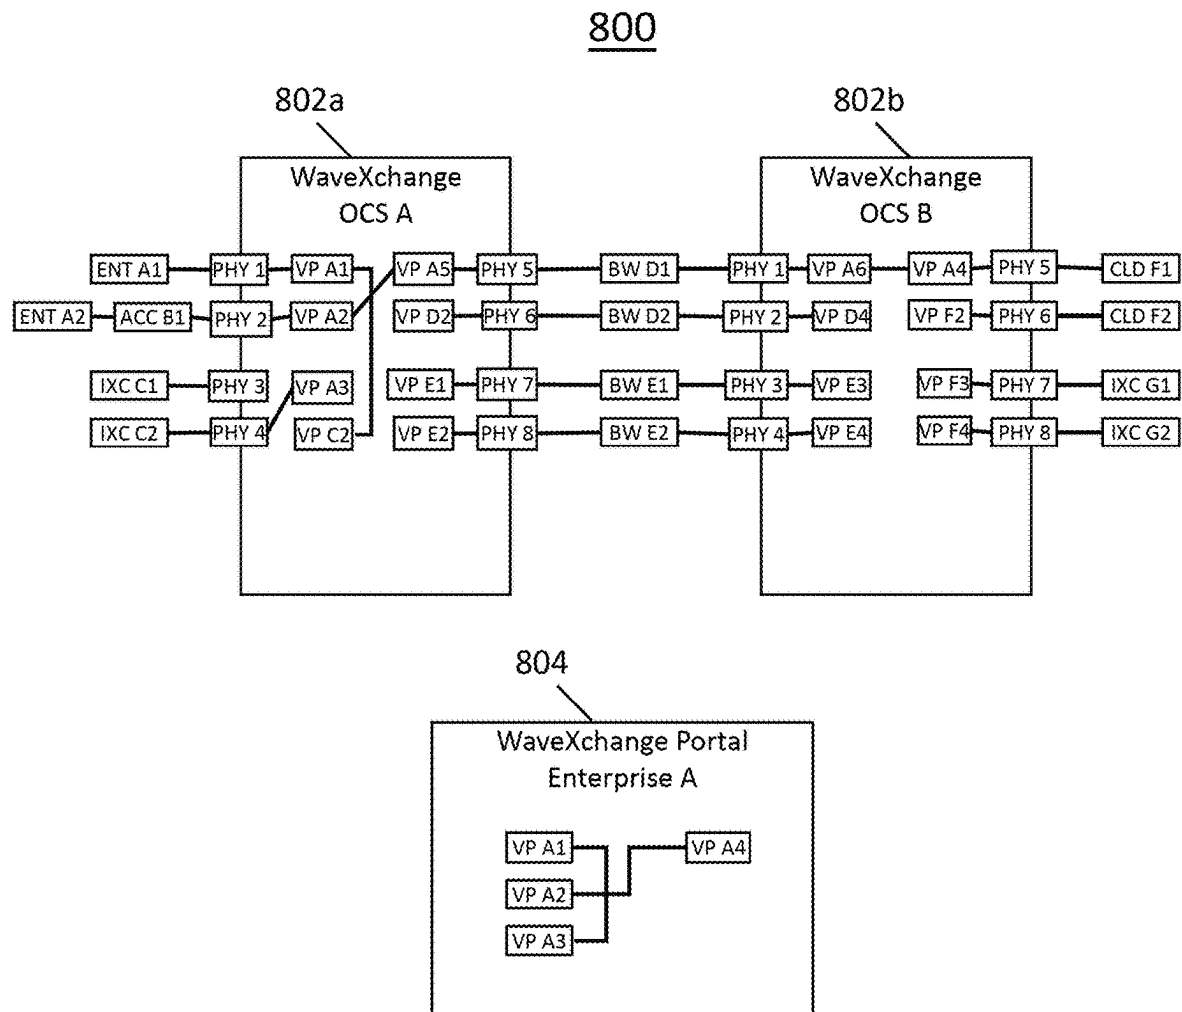 800
802a
802b
WaveXchange
OCS A
WaveXchange
OCS B
ENT A1 PHY 1 VP A1 VP A5 PHY 5 BW D1 PHY 1 VP A6 VP A4 PHY 5 CLD F1
ENT A2 ACC B1 PHY 2 VP A2 VP D2 PHY 6 BW D2 PHY 2 VP D4 VP F2 PHY 6 CLD F2
IXC C1 PHY 3 VP A3 VP E1 PHY 7 BW E1 PHY 3 VP E3 VP F3 PHY 7 IXC G1
IXC C2 PHY 4 VP C2 VP E2 PHY 8 BW E2 PHY 4 VP E4 VP F4 PHY 8 IXC G2
804
WaveXchange Portal
Enterprise A
VP A1 VP A4
VP A2
VP A3